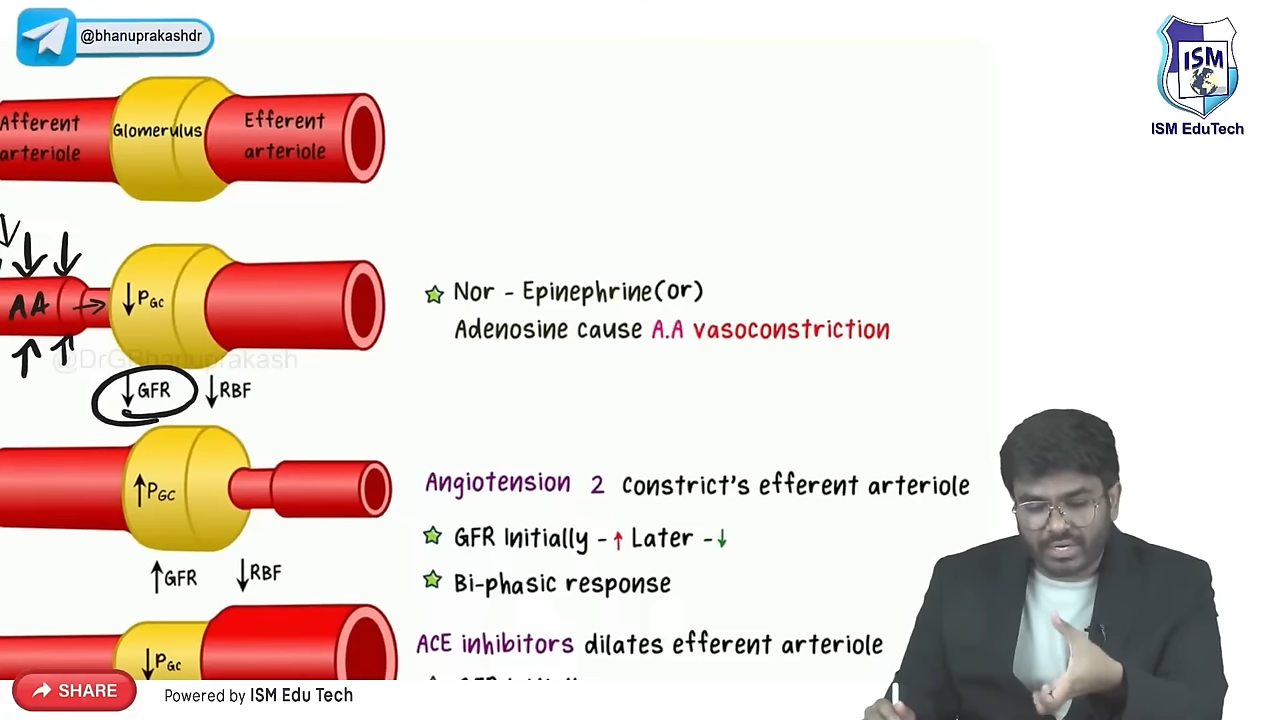 @bhanuprakashdr
ISM
ISM EduTech
Afferent
arteriole
Glomerulus
Efferent
arteriole
AA
↓PGC
☆ Nor - Epinephrine(or)
Adenosine cause A.A vasoconstriction
@DrGBhanuprakash
↓GFR ↓RBF
↑PGC
Angiotension 2 Constrict's efferent arteriole
☆ GFR Initially -↑ Later -↓
☆ Bi-phasic response
↑GFR ↓RBF
↓PGC
ACE inhibitors dilates efferent arteriole
SHARE
Powered by ISM Edu Tech